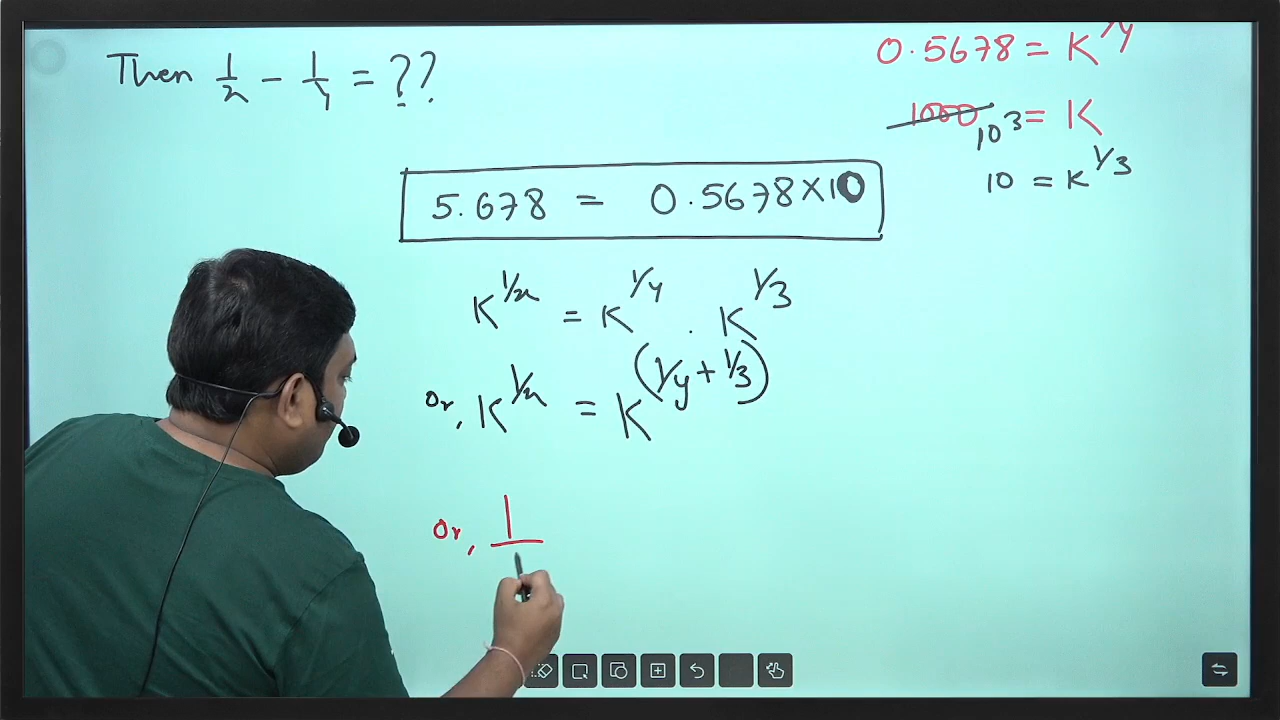 Then 1/x - 1/y = ??
0.5678 = K^1/y
1000 10^3 = K
10 = K^1/3
5.678 = 0.5678×10
K^1/x = K^1/y . K^1/3
Or, K^1/x = K^(1/y + 1/3)
Or, 1